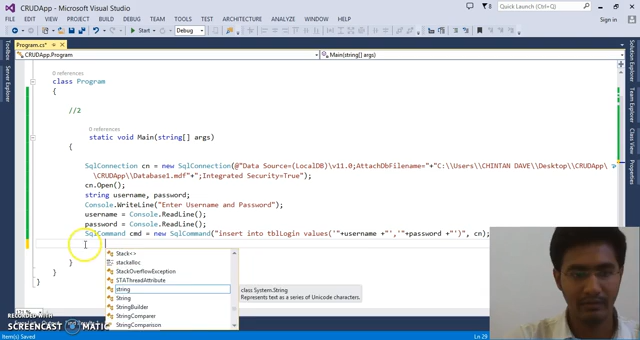 CRUDApp - Microsoft Visual Studio
Quick Launch (Ctrl+Q)
FILE EDIT VIEW PROJECT BUILD DEBUG TEAM TOOLS TEST ARCHITECTURE ANALYZE WINDOW HELP
Sign in
Start
Debug
Program.cs*
CRUDApp.Program
Main(string[] args)
Toolbox
Server Explorer
Solution Explorer
Team Explorer
Class View
Properties
0 references
class Program
{
//2
0 references
static void Main(string[] args)
{
SqlConnection cn = new SqlConnection(@"Data Source=(LocalDB)\v11.0;AttachDbFilename="+"C:\\Users\\CHINTAN DAVE\\Desktop\\CRUDApp\
\CRUDApp\\Database1.mdf"+";Integrated Security=True");
cn.Open();
string username, password;
Console.WriteLine("Enter Username and Password");
username = Console.ReadLine();
password = Console.ReadLine();
SqlCommand cmd = new SqlCommand("insert into tblLogin values('"+username +"','"+password +"')", cn);
Stack<>
stackalloc
StackOverflowException
STAThreadAttribute
string
String
StringBuilder
StringComparer
StringComparison
class System.String
Represents text as a series of Unicode characters.
}
}
}
RECORDED WITH
SCREENCAST MATIC
Item(s) Saved
Ln 29